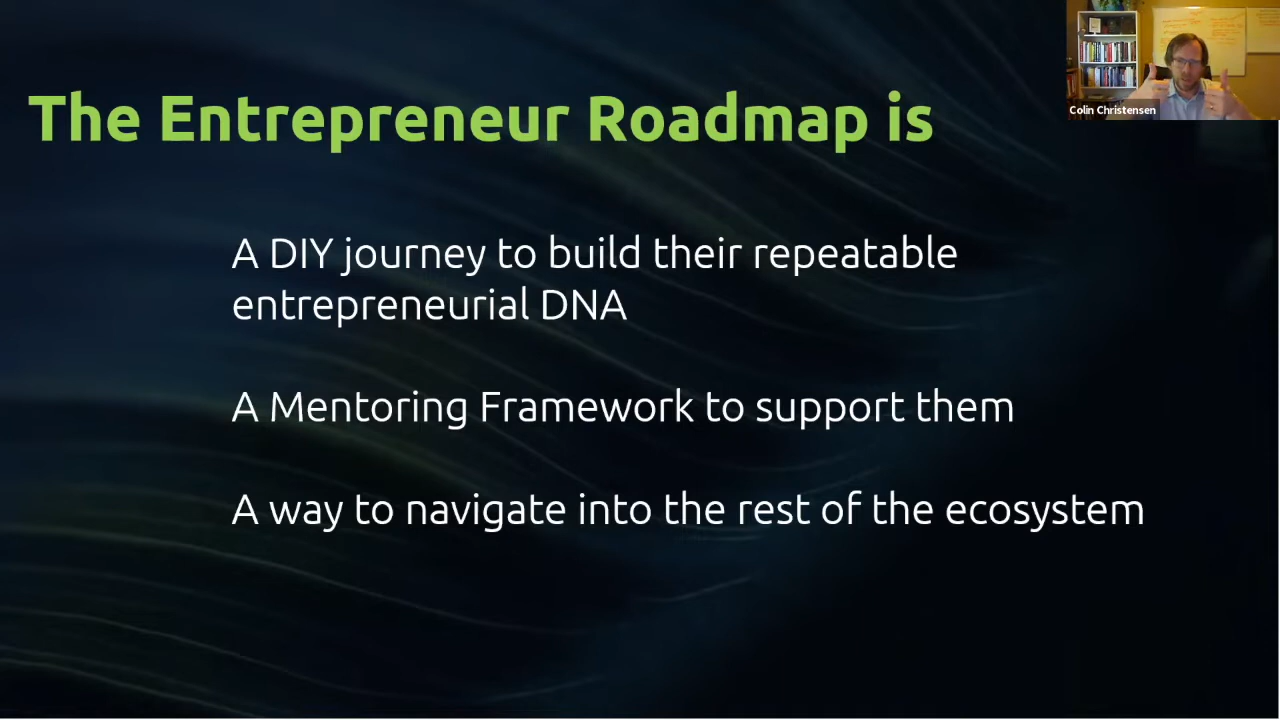 The Entrepreneur Roadmap is
Colin Christensen
A DIY journey to build their repeatable
entrepreneurial DNA
A Mentoring Framework to support them
A way to navigate into the rest of the ecosystem